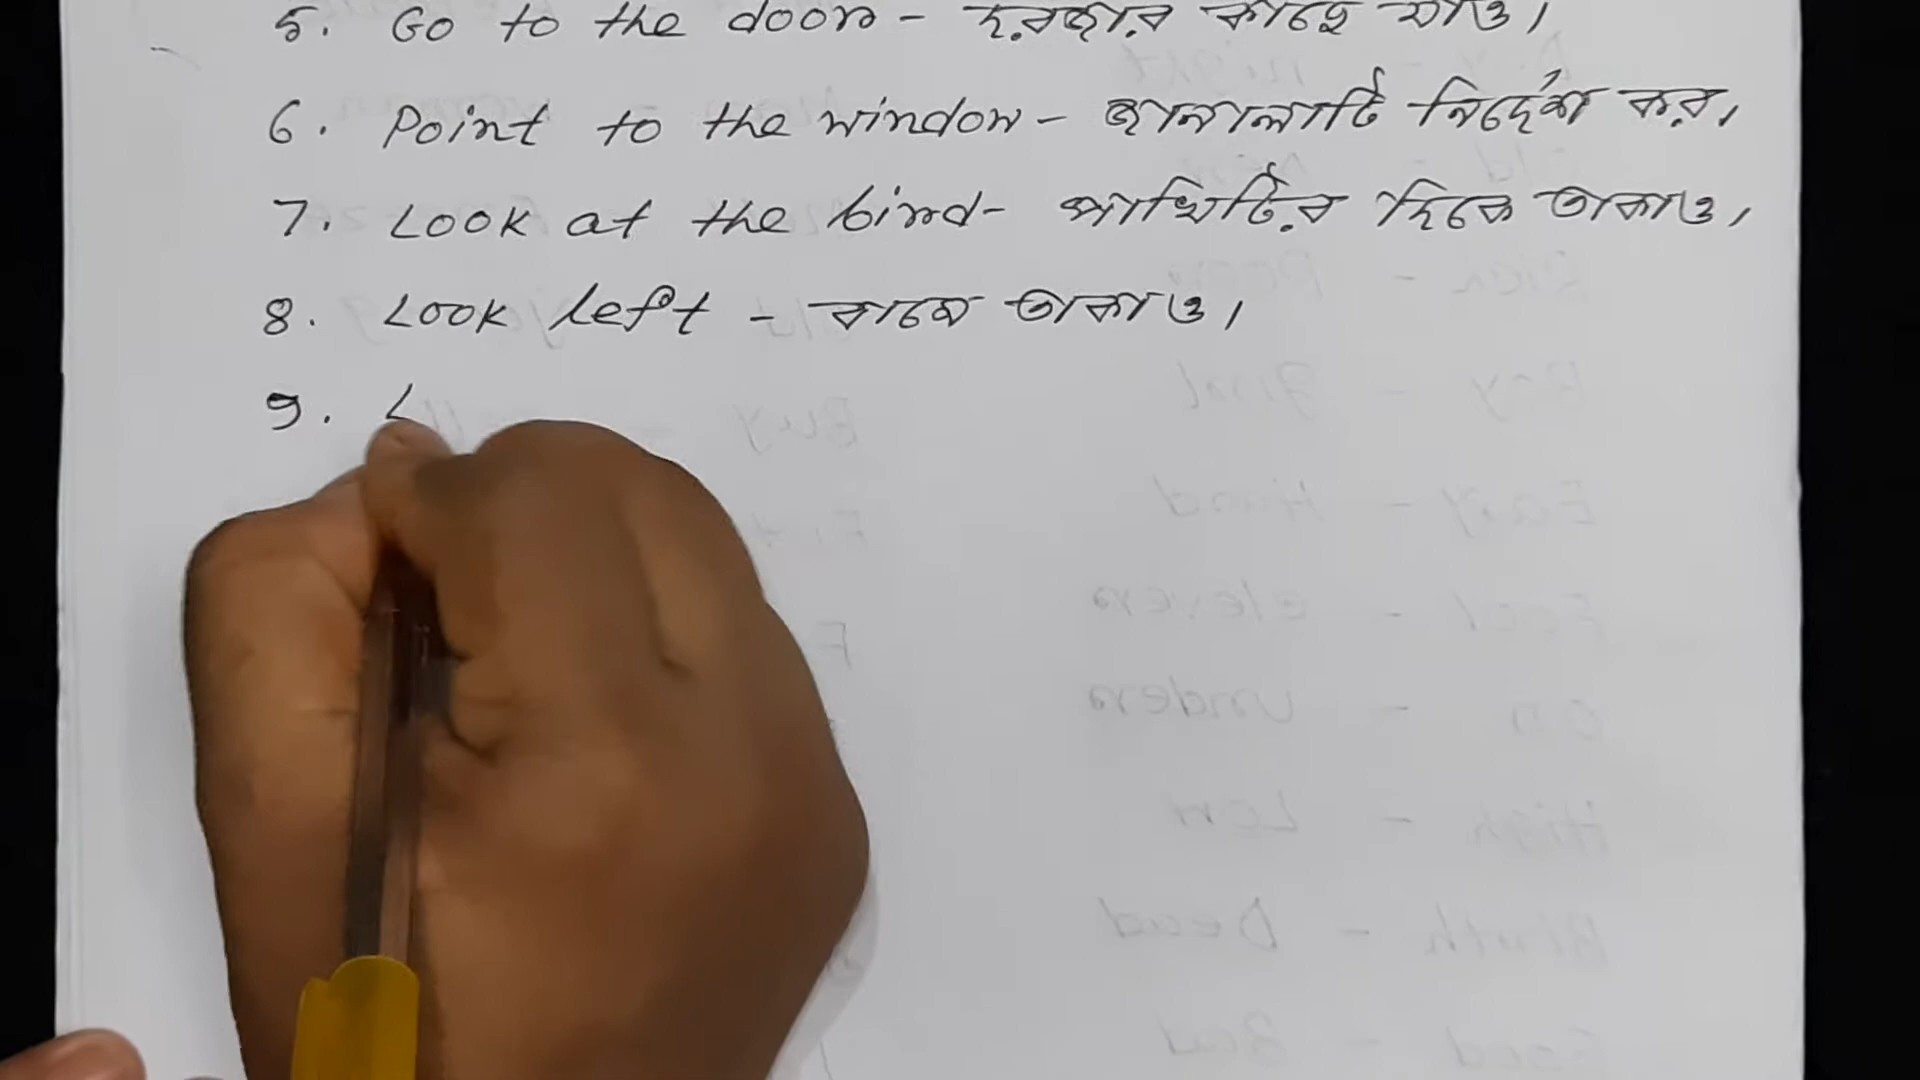 5. Go to the door - দরজার কাছে যাও।
6. Point to the window - জানালাটি নির্দেশ কর।
7. Look at the bird - পাখিটির দিকে তাকাও।
8. Look left - বামে তাকাও।
9. L